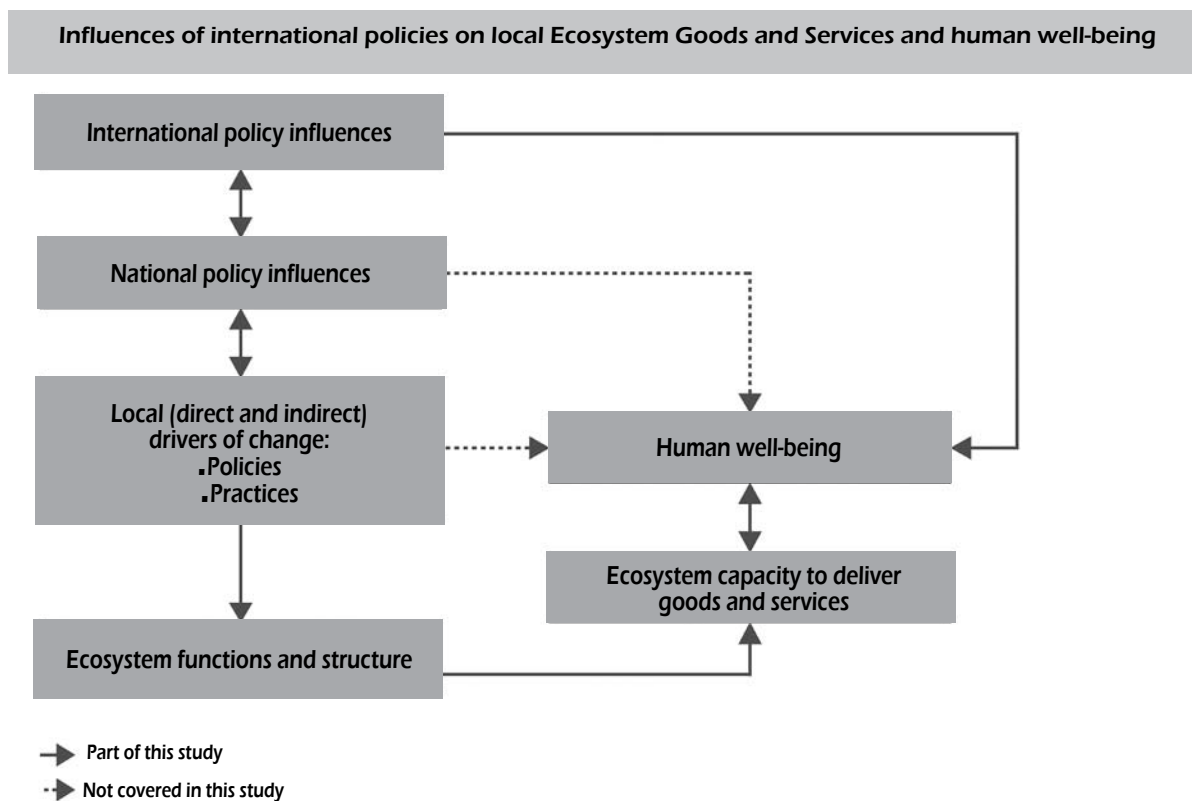 Influences of international policies on local Ecosystem Goods and Services and human well-being
International policy influences
National policy influences
Local (direct and indirect)
drivers of change:
.Policies
.Practices
Human well-being
Ecosystem capacity to deliver
goods and services
Ecosystem functions and structure
Part of this study
Not covered in this study